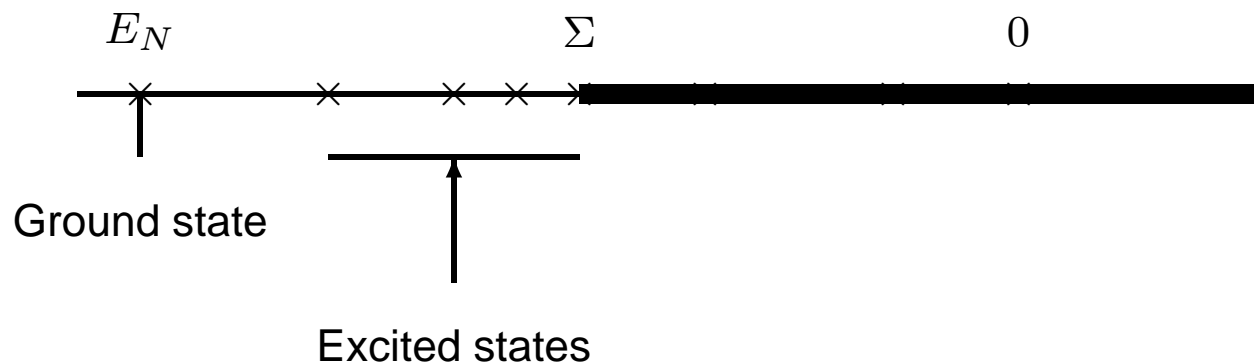 E_N Σ 0
Ground state
Excited states